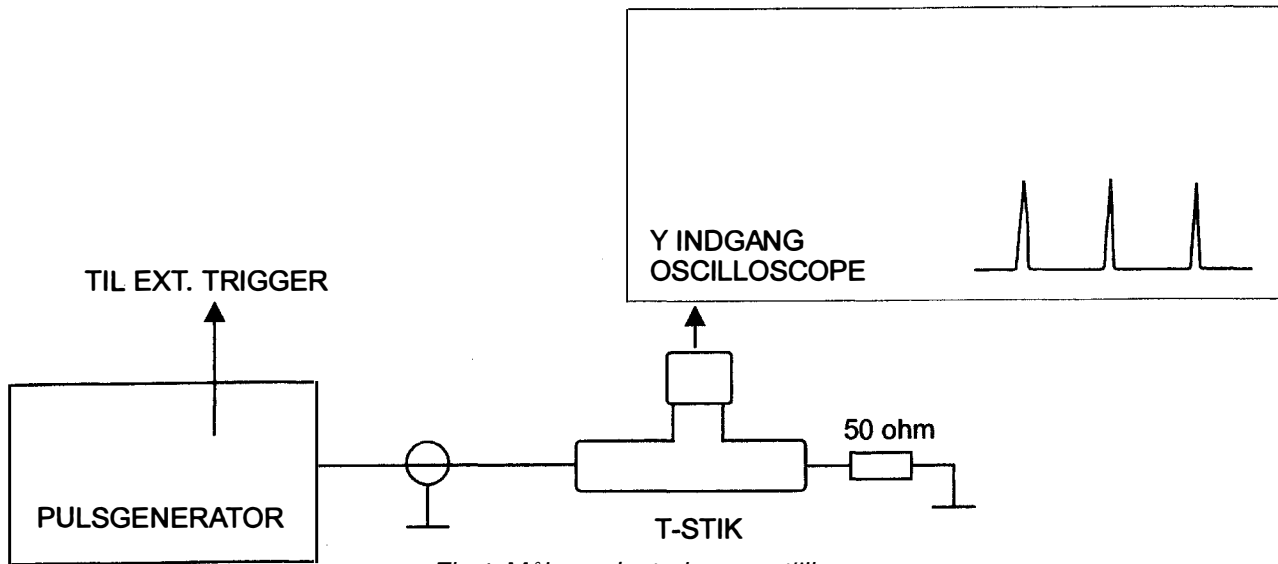 Y INDGANG
OSCILLOSCOPE
TIL EXT. TRIGGER
50 ohm
PULSGENERATOR
T-STIK